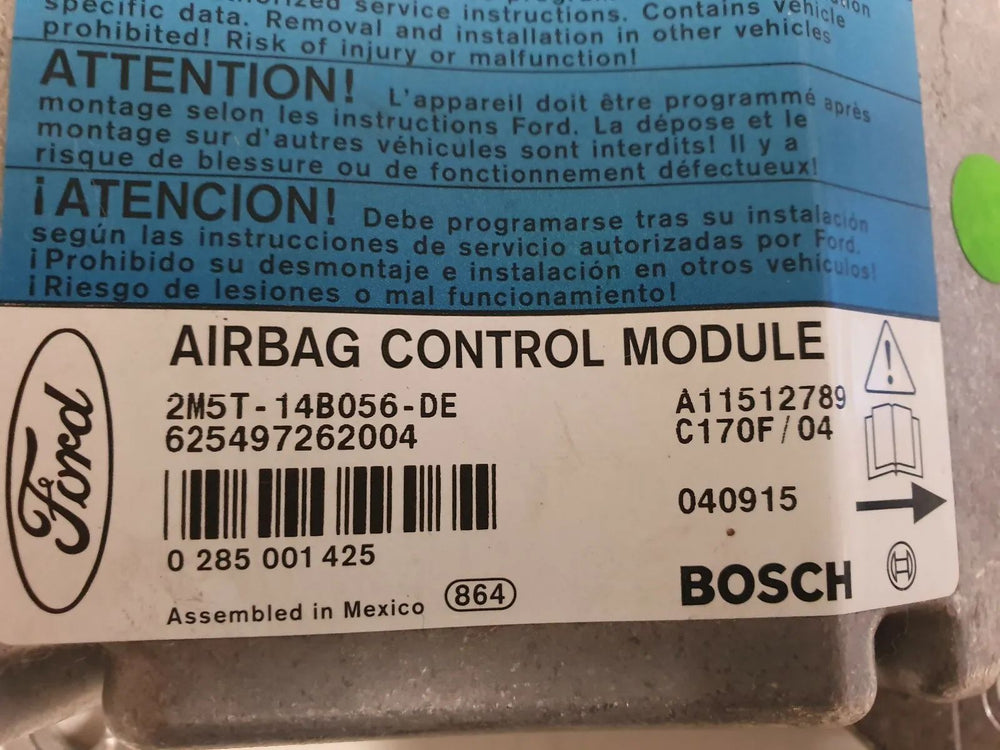 service instructions. Contains vehicle
specific data. Removal and installation in other vehicles
prohibited! Risk of injury or malfunction!
ATTENTION! L'appareil doit être programmé après
montage selon les instructions Ford. La dépose et le
montage sur d'autres véhicules sont interdits! Il y a
risque de blessure ou de fonctionnement défectueux!
¡ATENCION! Debe programarse tras su instalación
según las instrucciones de servicio autorizadas por Ford.
¡Prohibido su desmontaje e instalación en otros vehículos!
¡Riesgo de lesiones o mal funcionamiento!
Ford
AIRBAG CONTROL MODULE
2M5T-14B056-DE A11512789
625497262004 C170F/04
040915
0 285 001 425
Assembled in Mexico 864 BOSCH